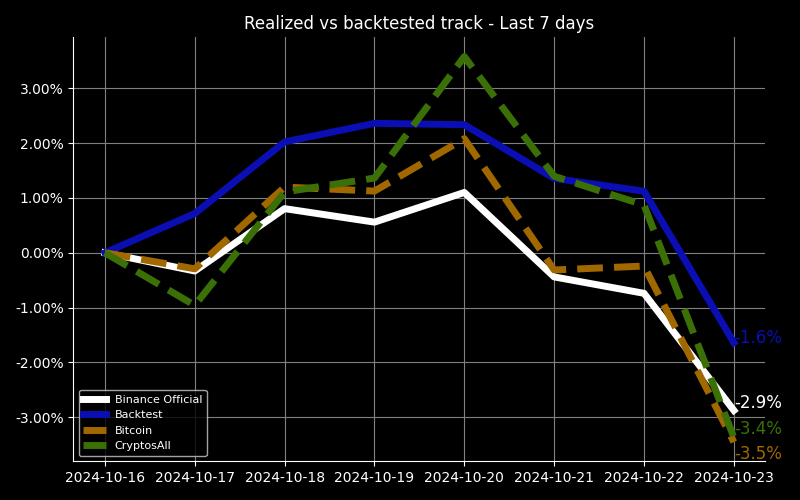 Realized vs backtested track - Last 7 days
3.00%
2.00%
1.00%
0.00%
-1.00%
-2.00%
-3.00%
-1.6%
-2.9%
-3.4%
-3.5%
Binance Official
Backtest
Bitcoin
CryptosAll
2024-10-16 2024-10-17 2024-10-18 2024-10-19 2024-10-20 2024-10-21 2024-10-22 2024-10-23